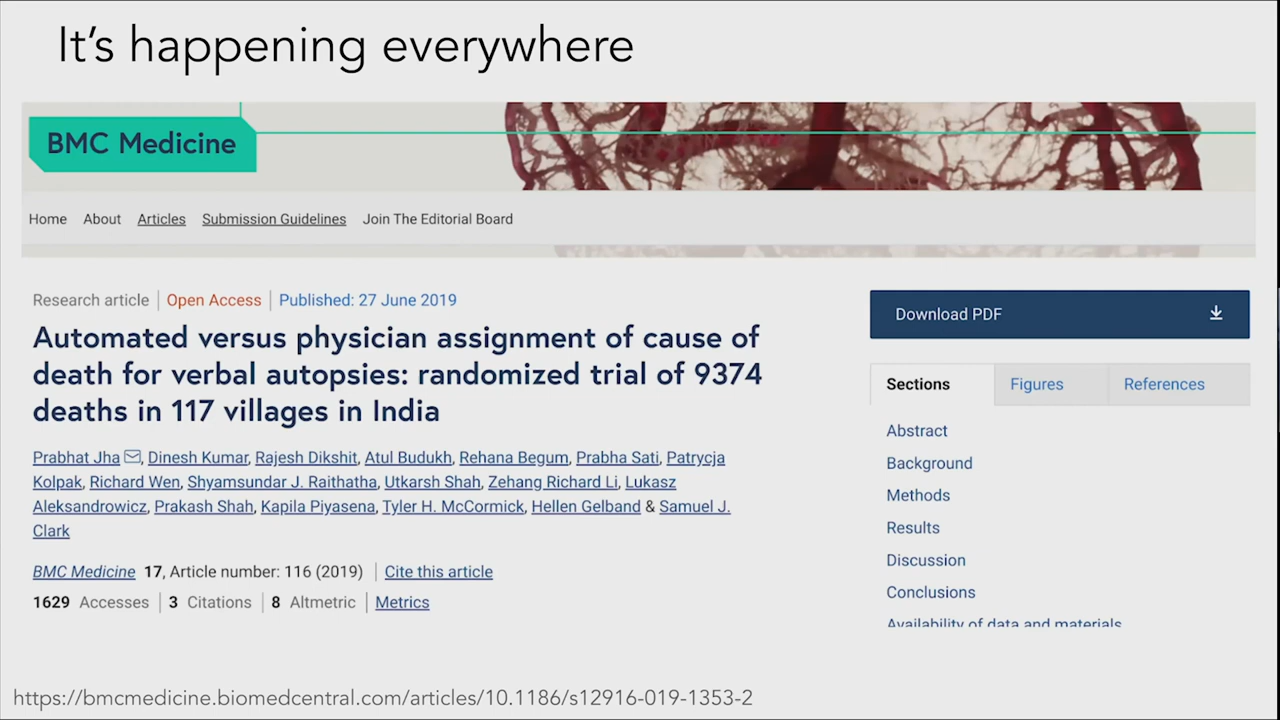 It's happening everywhere
BMC Medicine
Home About Articles Submission Guidelines Join The Editorial Board
Research article | Open Access | Published: 27 June 2019
Automated versus physician assignment of cause of
death for verbal autopsies: randomized trial of 9374
deaths in 117 villages in India
Prabhat Jha, Dinesh Kumar, Rajesh Dikshit, Atul Budukh, Rehana Begum, Prabha Sati, Patrycja
Kolpak, Richard Wen, Shyamsundar J. Raithatha, Utkarsh Shah, Zehang Richard Li, Lukasz
Aleksandrowicz, Prakash Shah, Kapila Piyasena, Tyler H. McCormick, Hellen Gelband & Samuel J.
Clark
BMC Medicine 17, Article number: 116 (2019) | Cite this article
1629 Accesses | 3 Citations | 8 Altmetric | Metrics
Download PDF
Sections Figures References
Abstract
Background
Methods
Results
Discussion
Conclusions
Availability of data and materials
https://bmcmedicine.biomedcentral.com/articles/10.1186/s12916-019-1353-2